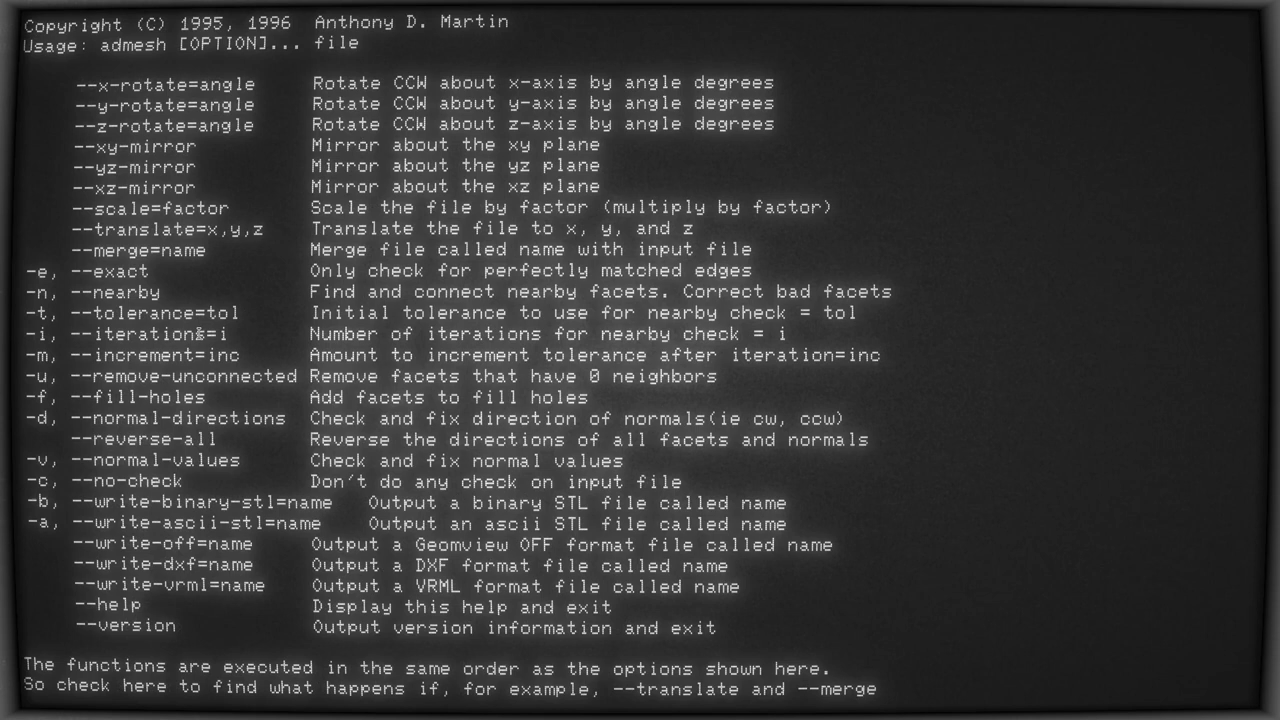 Copyright (C) 1995, 1996  Anthony D. Martin
Usage: admesh [OPTION]... file

     --x-rotate=angle     Rotate CCW about x-axis by angle degrees
     --y-rotate=angle     Rotate CCW about y-axis by angle degrees
     --z-rotate=angle     Rotate CCW about z-axis by angle degrees
     --xy-mirror          Mirror about the xy plane
     --yz-mirror          Mirror about the yz plane
     --xz-mirror          Mirror about the xz plane
     --scale=factor       Scale the file by factor (multiply by factor)
     --translate=x,y,z    Translate the file to x, y, and z
     --merge=name         Merge file called name with input file
 -e, --exact              Only check for perfectly matched edges
 -n, --nearby             Find and connect nearby facets. Correct bad facets
 -t, --tolerance=tol      Initial tolerance to use for nearby check = tol
 -i, --iterations=i       Number of iterations for nearby check = i
 -m, --increment=inc      Amount to increment tolerance after iteration=inc
 -u, --remove-unconnected Remove facets that have 0 neighbors
 -f, --fill-holes         Add facets to fill holes
 -d, --normal-directions  Check and fix direction of normals(ie cw, ccw)
     --reverse-all        Reverse the directions of all facets and normals
 -v, --normal-values      Check and fix normal values
 -c, --no-check           Don't do any check on input file
 -b, --write-binary-stl=name   Output a binary STL file called name
 -a, --write-ascii-stl=name    Output an ascii STL file called name
     --write-off=name     Output a Geomview OFF format file called name
     --write-dxf=name     Output a DXF format file called name
     --write-vrml=name    Output a VRML format file called name
     --help               Display this help and exit
     --version            Output version information and exit

The functions are executed in the same order as the options shown here.
So check here to find what happens if, for example, --translate and --merge